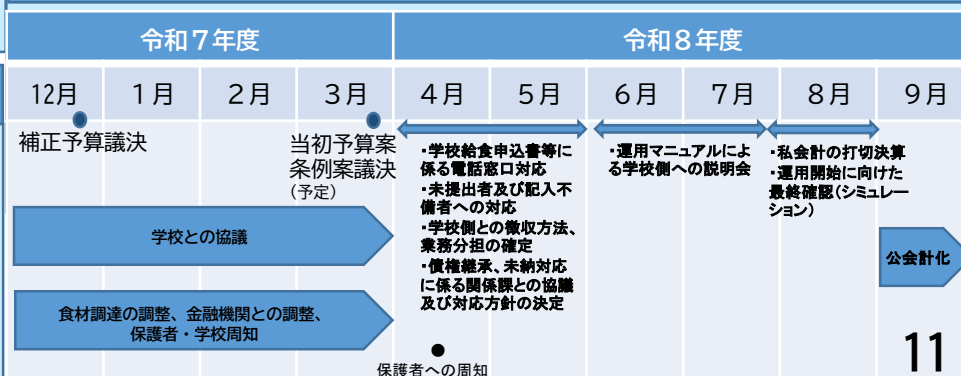 令和7年度
令和8年度
12月
1月
2月
3月
4月
5月
6月
7月
8月
9月
補正予算議決
当初予算案
条例案議決
(予定)
・学校給食申込書等に
係る電話窓口対応
・未提出者及び記入不
備者への対応
・学校側との徴収方法、
業務分担の確定
・債権継承、未納対応
に係る関係課との協議
及び対応方針の決定
・運用マニュアルによ
る学校側への説明会
・私会計の打切決算
・運用開始に向けた
最終確認(シミュレー
ション)
学校との協議
公会計化
食材調達の調整、金融機関との調整、
保護者・学校周知
保護者への周知
11